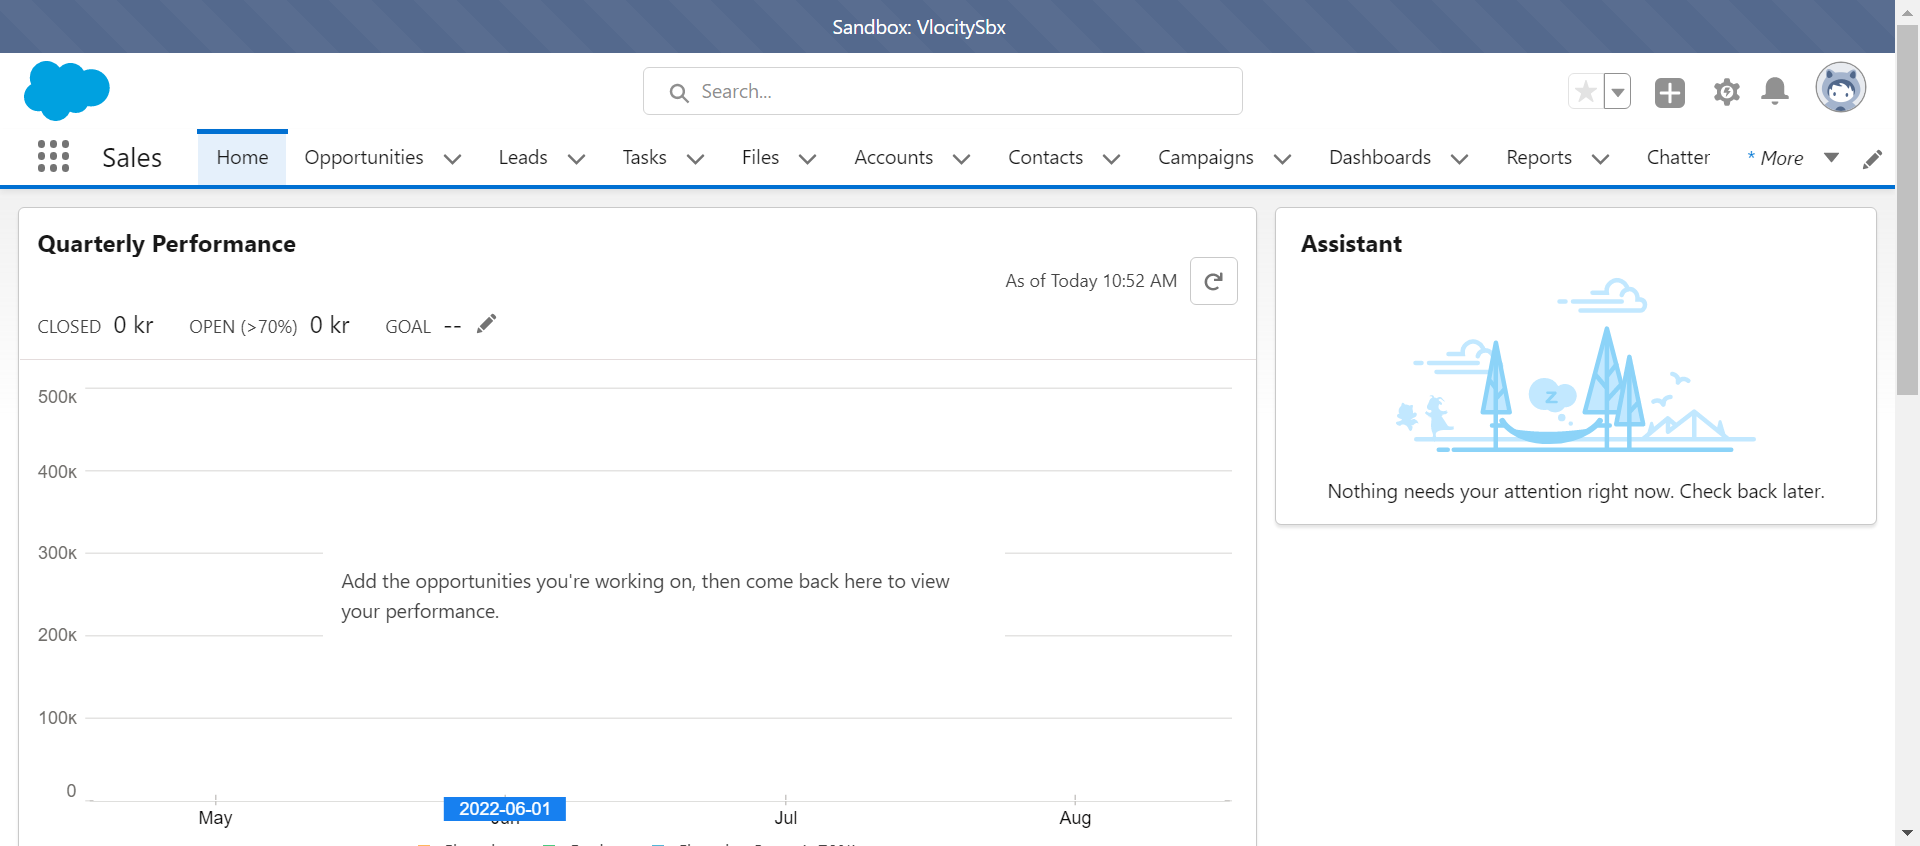 Sandbox: VlocitySbx
Search...
Sales Home Opportunities Leads Tasks Files Accounts Contacts Campaigns Dashboards Reports Chatter * More
Quarterly Performance
As of Today 10:52 AM
CLOSED 0 kr OPEN (>70%) 0 kr GOAL --
500K
400K
300K
Add the opportunities you're working on, then come back here to view
your performance.
200K
100K
0
2022-06-01
May Jun Jul Aug
Assistant
Z
Nothing needs your attention right now. Check back later.